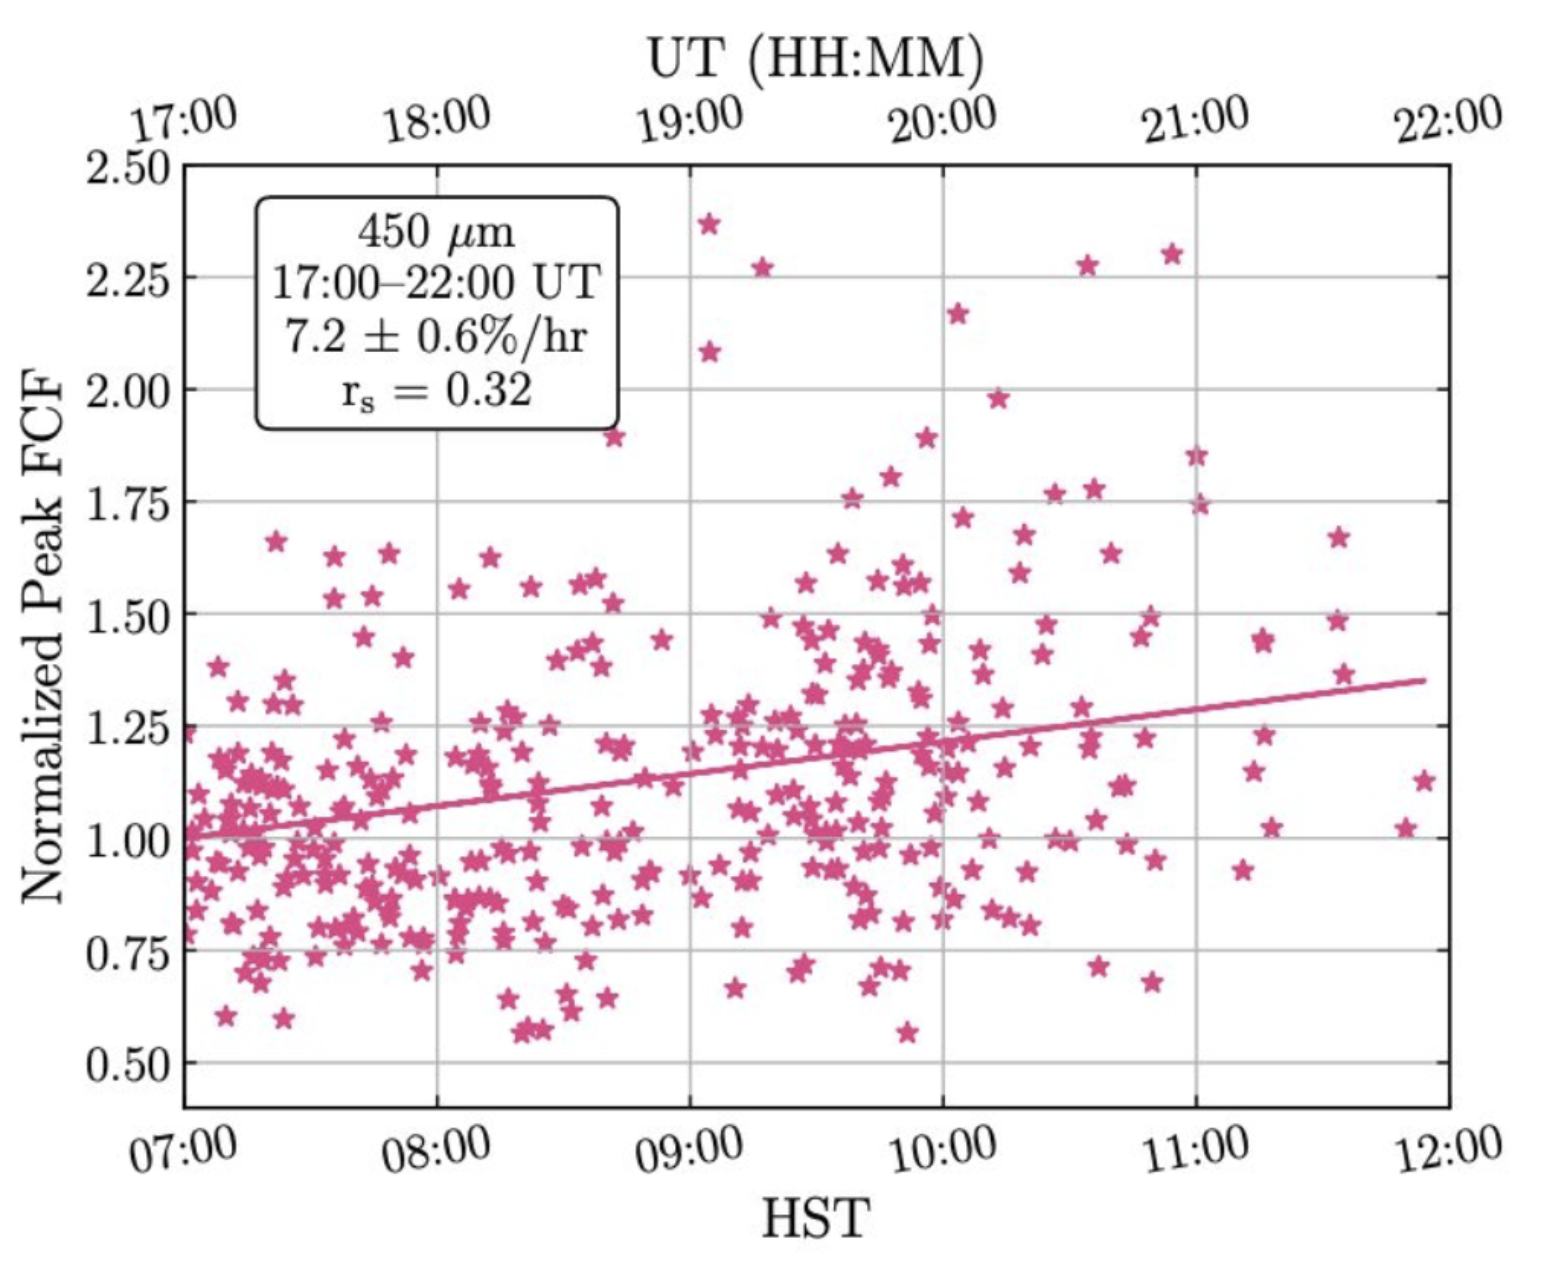 UT (HH:MM)
17:00 18:00 19:00 20:00 21:00 22:00
2.50
2.25
2.00
1.75
1.50
1.25
1.00
0.75
0.50
Normalized Peak FCF
450 μm
17:00–22:00 UT
7.2 ± 0.6%/hr
rₛ = 0.32
07:00 08:00 09:00 10:00 11:00 12:00
HST